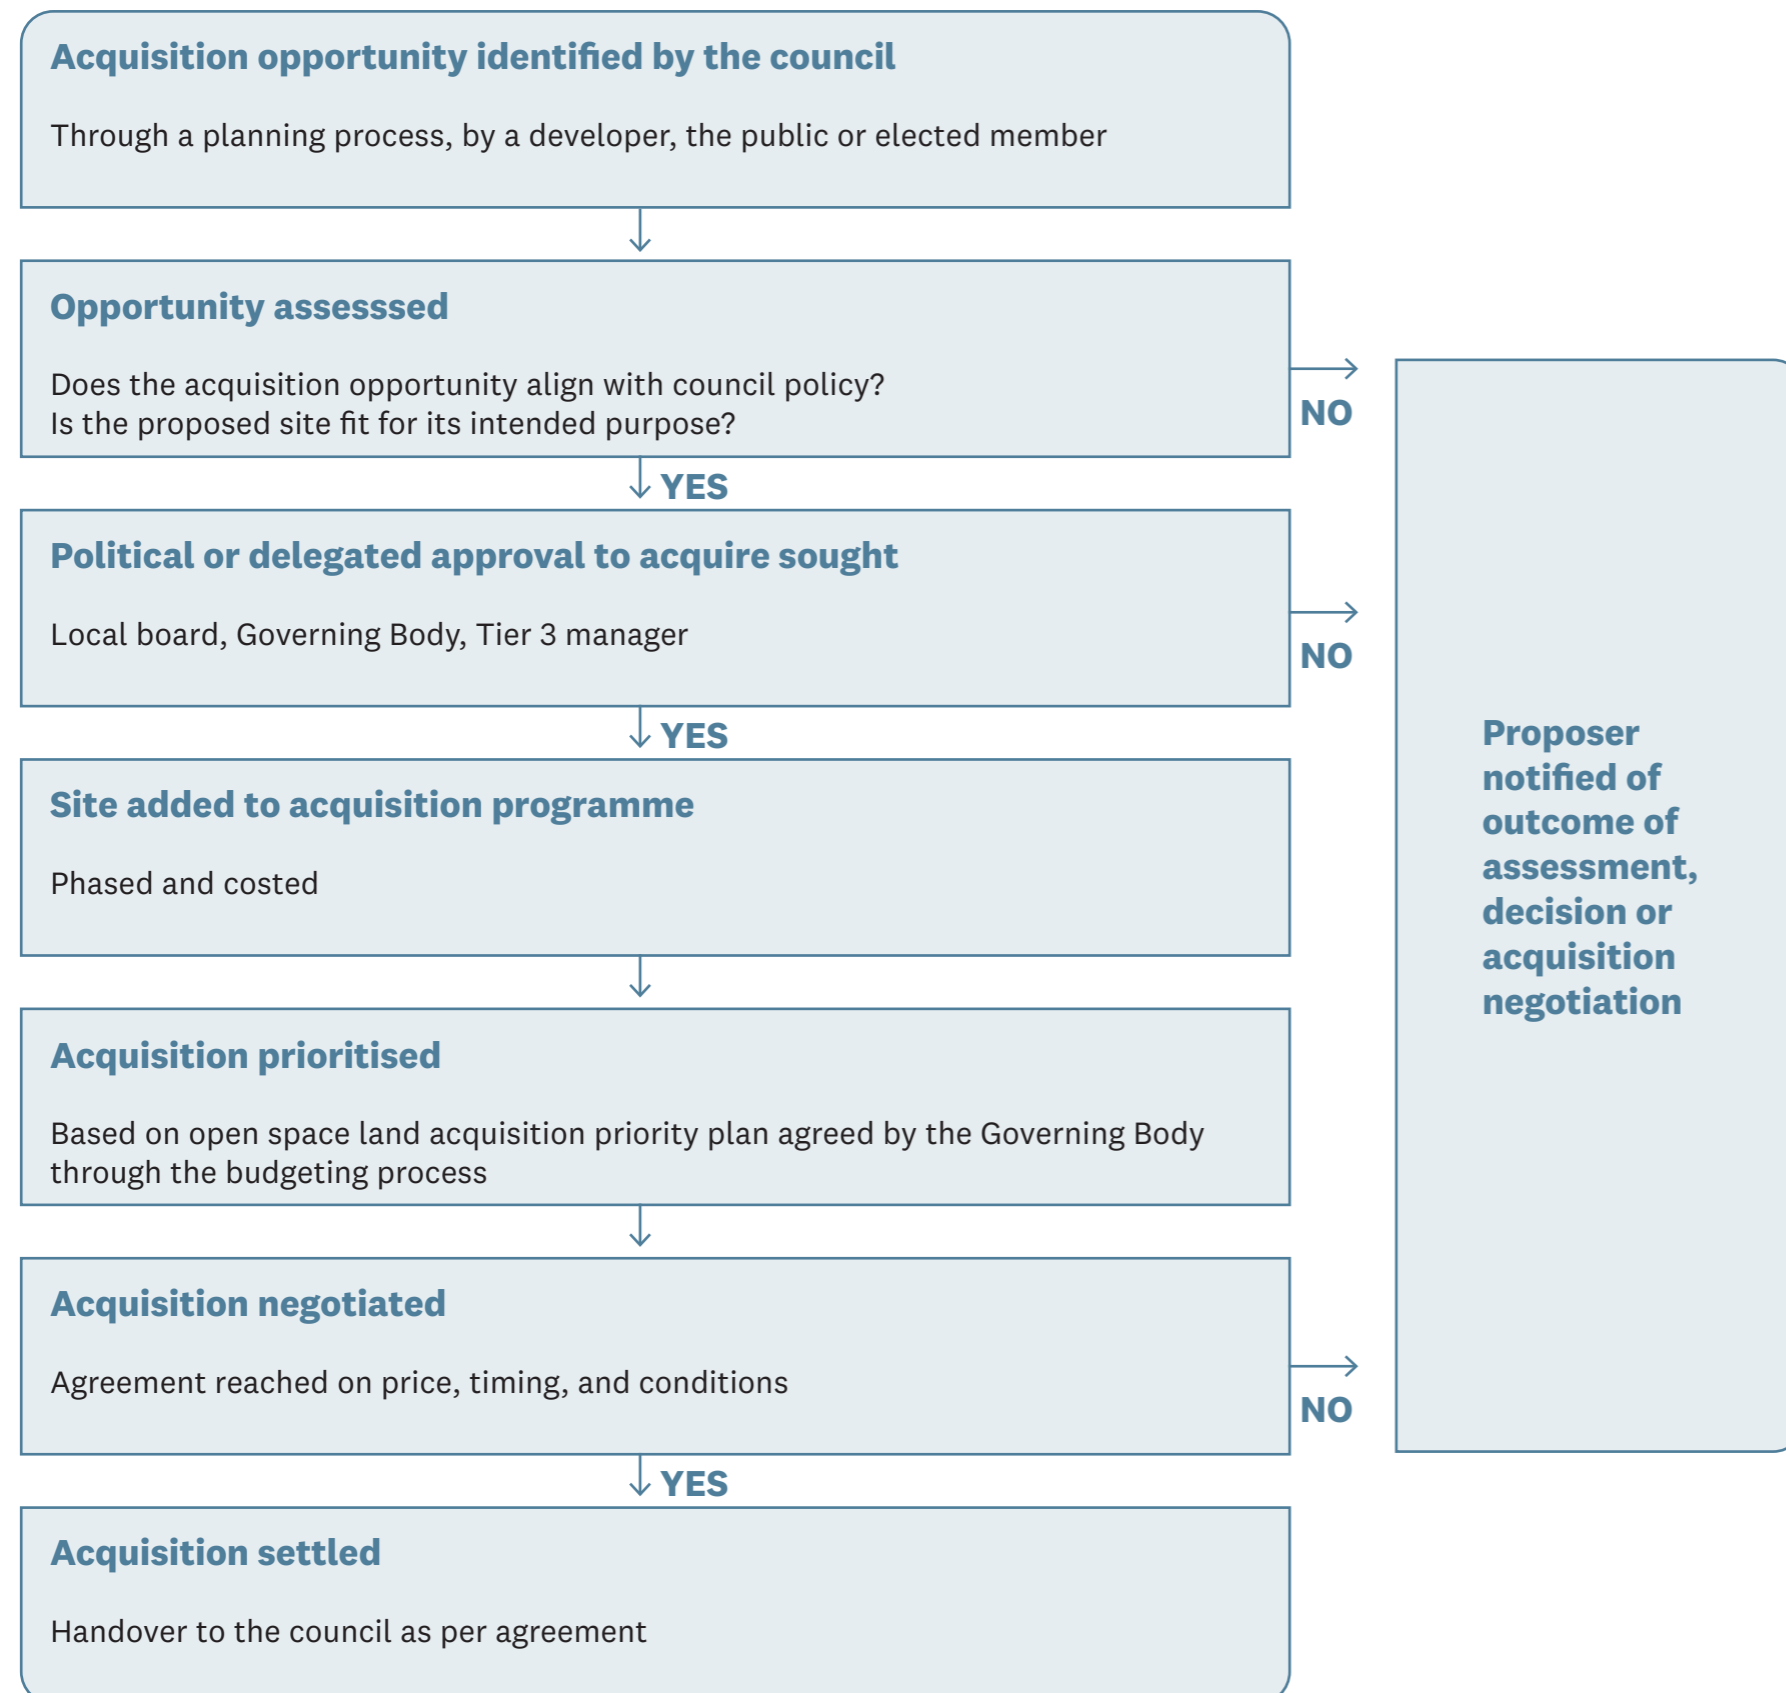 Acquisition opportunity identified by the council
Through a planning process, by a developer, the public or elected member
Opportunity assesssed
Does the acquisition opportunity align with council policy?
Is the proposed site fit for its intended purpose?
NO
YES
Political or delegated approval to acquire sought
Local board, Governing Body, Tier 3 manager
NO
YES
Site added to acquisition programme
Phased and costed
Acquisition prioritised
Based on open space land acquisition priority plan agreed by the Governing Body
through the budgeting process
Acquisition negotiated
Agreement reached on price, timing, and conditions
NO
YES
Acquisition settled
Handover to the council as per agreement
Proposer
notified of
outcome of
assessment,
decision or
acquisition
negotiation